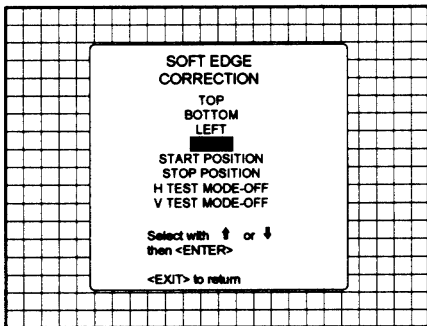 SOFT EDGE
CORRECTION
TOP
BOTTOM
LEFT
START POSITION
STOP POSITION
H TEST MODE-OFF
V TEST MODE-OFF
Select with ⬆ or ⬇
then <ENTER>
<EXIT> to return